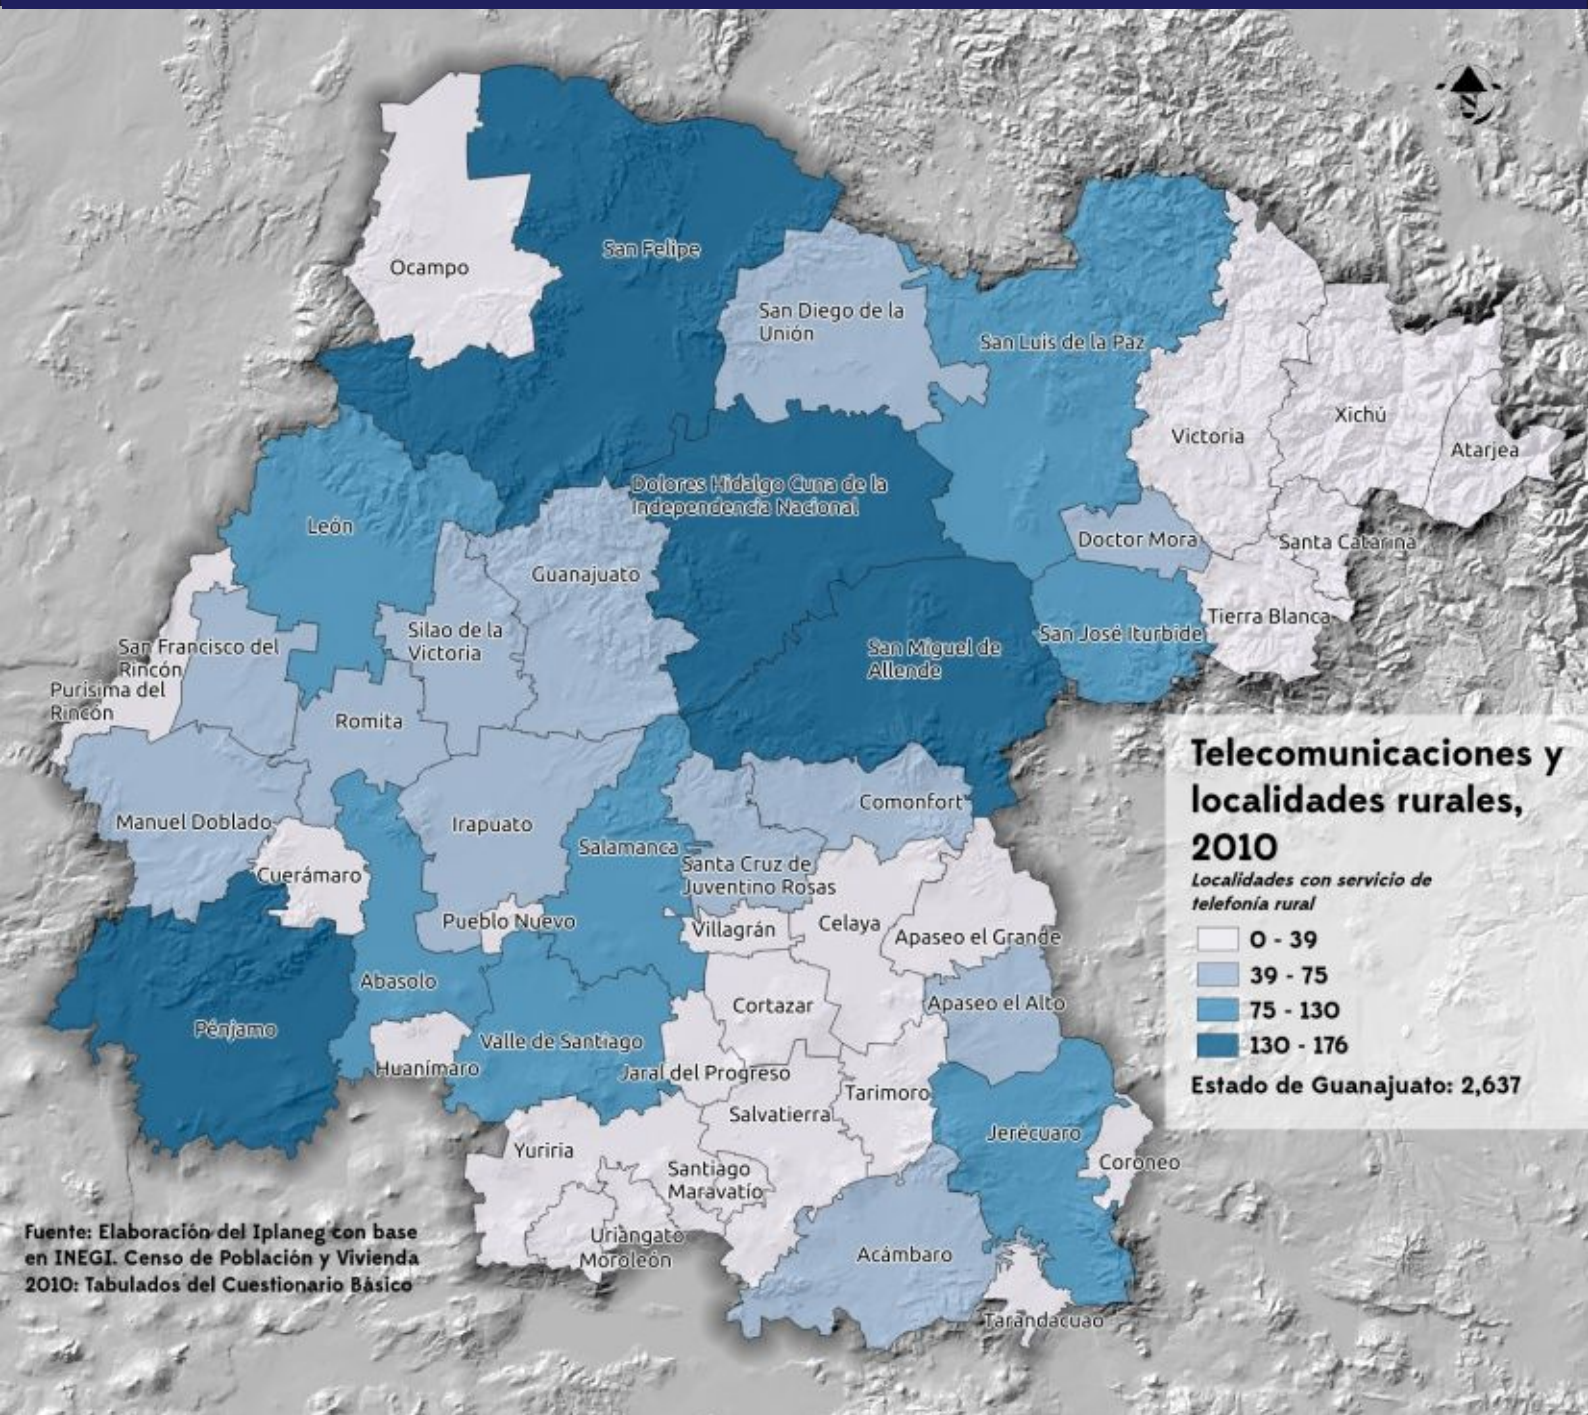 Ocampo
San Felipe
San Diego de la
Unión
San Luis de la Paz
Victoria
Xichú
Atarjea
Dolores Hidalgo Cuna de la
Independencia Nacional
León
Guanajuato
Doctor Mora
Santa Catarina
Tierra Blanca
San José Iturbide
San Miguel de
Allende
Silao de la
Victoria
San Francisco del
Rincón
Purísima del
Rincón
Romita
Manuel Doblado
Irapuato
Salamanca
Comonfort
Cuerámaro
Santa Cruz de
Juventino Rosas
Pueblo Nuevo
Villagrán
Celaya
Apaseo el Grande
Abasolo
Cortazar
Apaseo el Alto
Pénjamo
Valle de Santiago
Huanímaro
Jaral del Progreso
Tarimoro
Salvatierra
Jerécuaro
Yuriria
Santiago
Maravatío
Coroneo
Uriangato
Moroleón
Acámbaro
Tarandacuao
N
Telecomunicaciones y
localidades rurales,
2010
Localidades con servicio de
telefonía rural
0 - 39
39 - 75
75 - 130
130 - 176
Estado de Guanajuato: 2,637
Fuente: Elaboración del Iplaneg con base
en INEGI. Censo de Población y Vivienda
2010: Tabulados del Cuestionario Básico